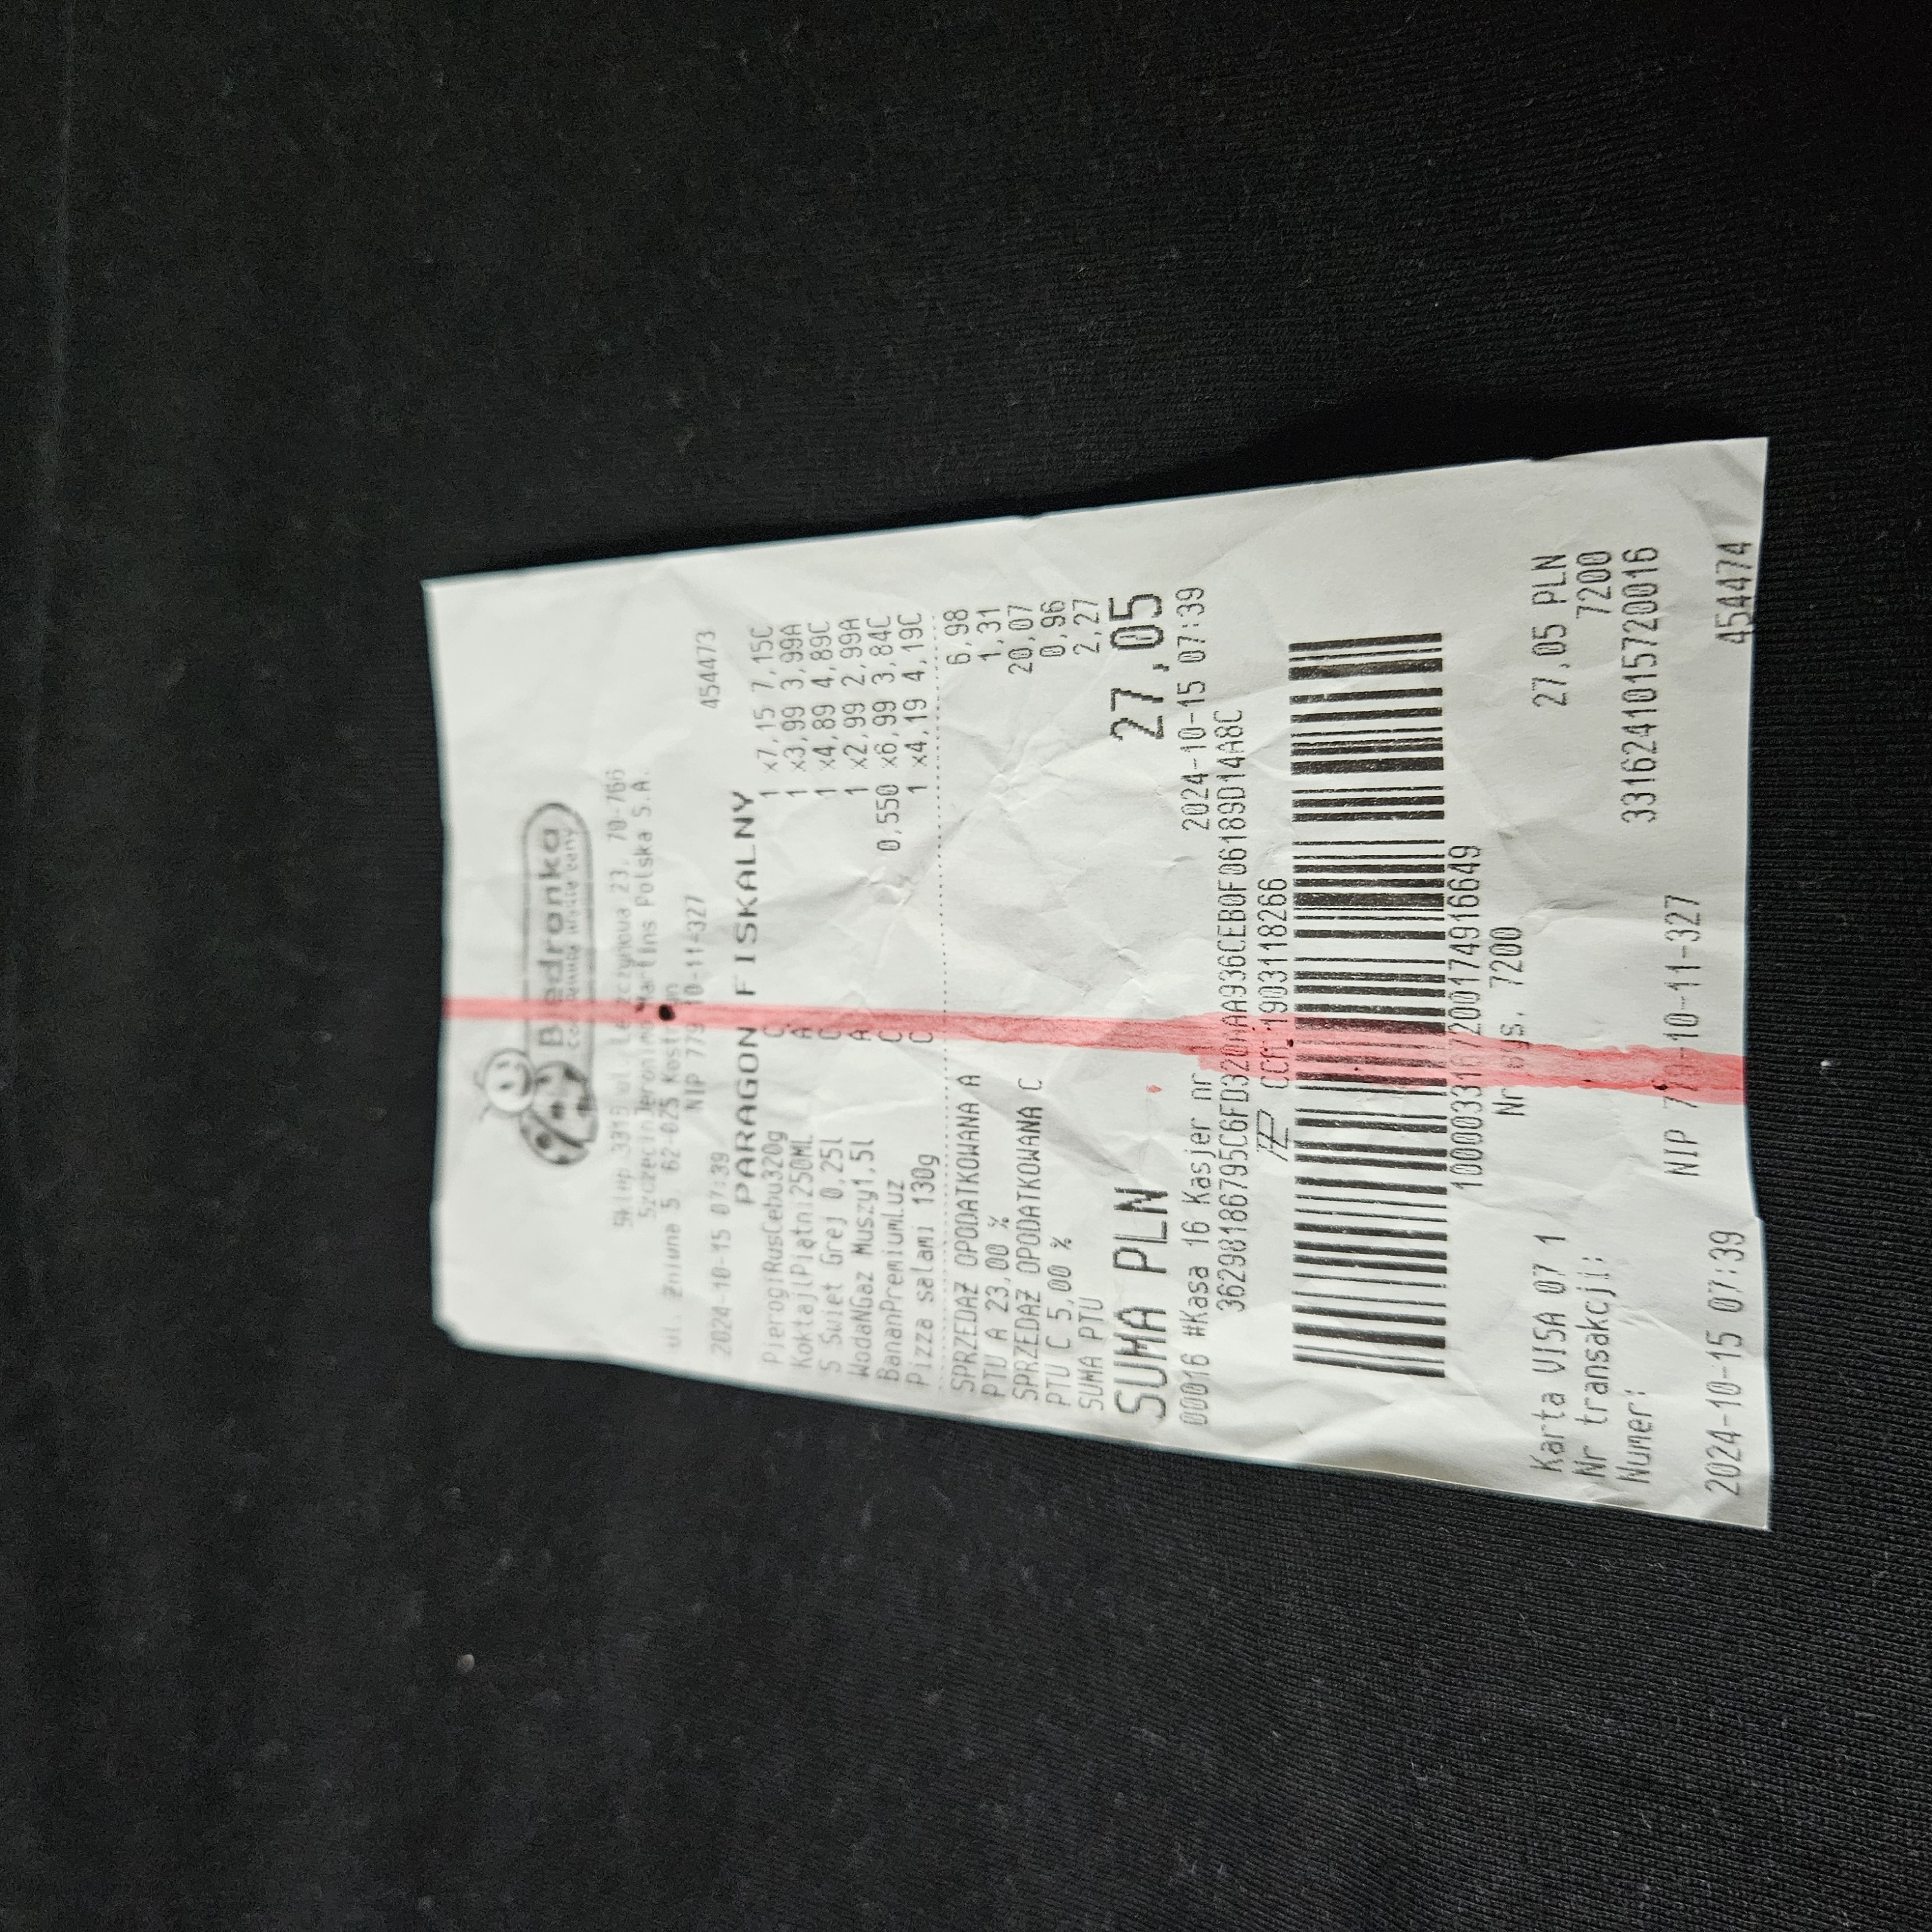 Biedronka
Codziennie niskie ceny
Sklep ul. Leszczynowa 23, 70-766
SzczecinJeronimo Martins Polska S.A.
ul. Żniwna 5, 62-025 Kostrzyn
NIP 779-10-11-327
2024-10-15 07:39 454473
PARAGON FISKALNY
PierogiRusCebu320g C 1 x7,15 7,15C
KoktajlPiątni250ML A 1 x3,99 3,99A
S Świet Grej 0,25l C 1 x4,89 4,89C
WodaNGaz Muszy1,5l A 1 x2,99 2,99A
BananPremiumLuz C 0,550 x6,99 3,84C
Pizza salami 130g C 1 x4,19 4,19C
SPRZEDAŻ OPODATKOWANA A 6,98
PTU A 23,00 % 1,31
SPRZEDAŻ OPODATKOWANA C 20,07
PTU C 5,00 % 0,96
SUMA PTU 2,27
SUMA PLN 27,05
00016 #Kasa 16 Kasjer nr 1 2024-10-15 07:39
36298186795C6FD320AAA936CEB0F06189D14A8C
CCM 1903118266
1000033167200174916649
Nr sys. 7200
Karta VISA 07 1 27,05 PLN
Nr transakcji: 7200
Numer: 3316241015720016
NIP 779-10-11-327
2024-10-15 07:39 454474